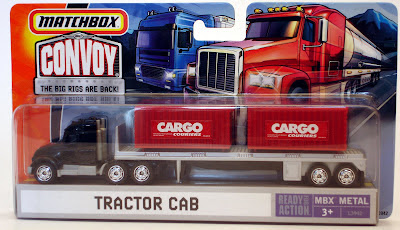 MATCHBOX
CONVOY
THE BIG RIGS ARE BACK!
CARGO
COURIERS
CARGO
COURIERS
TRACTOR CAB
READY FOR
ACTION
MBX METAL
3+